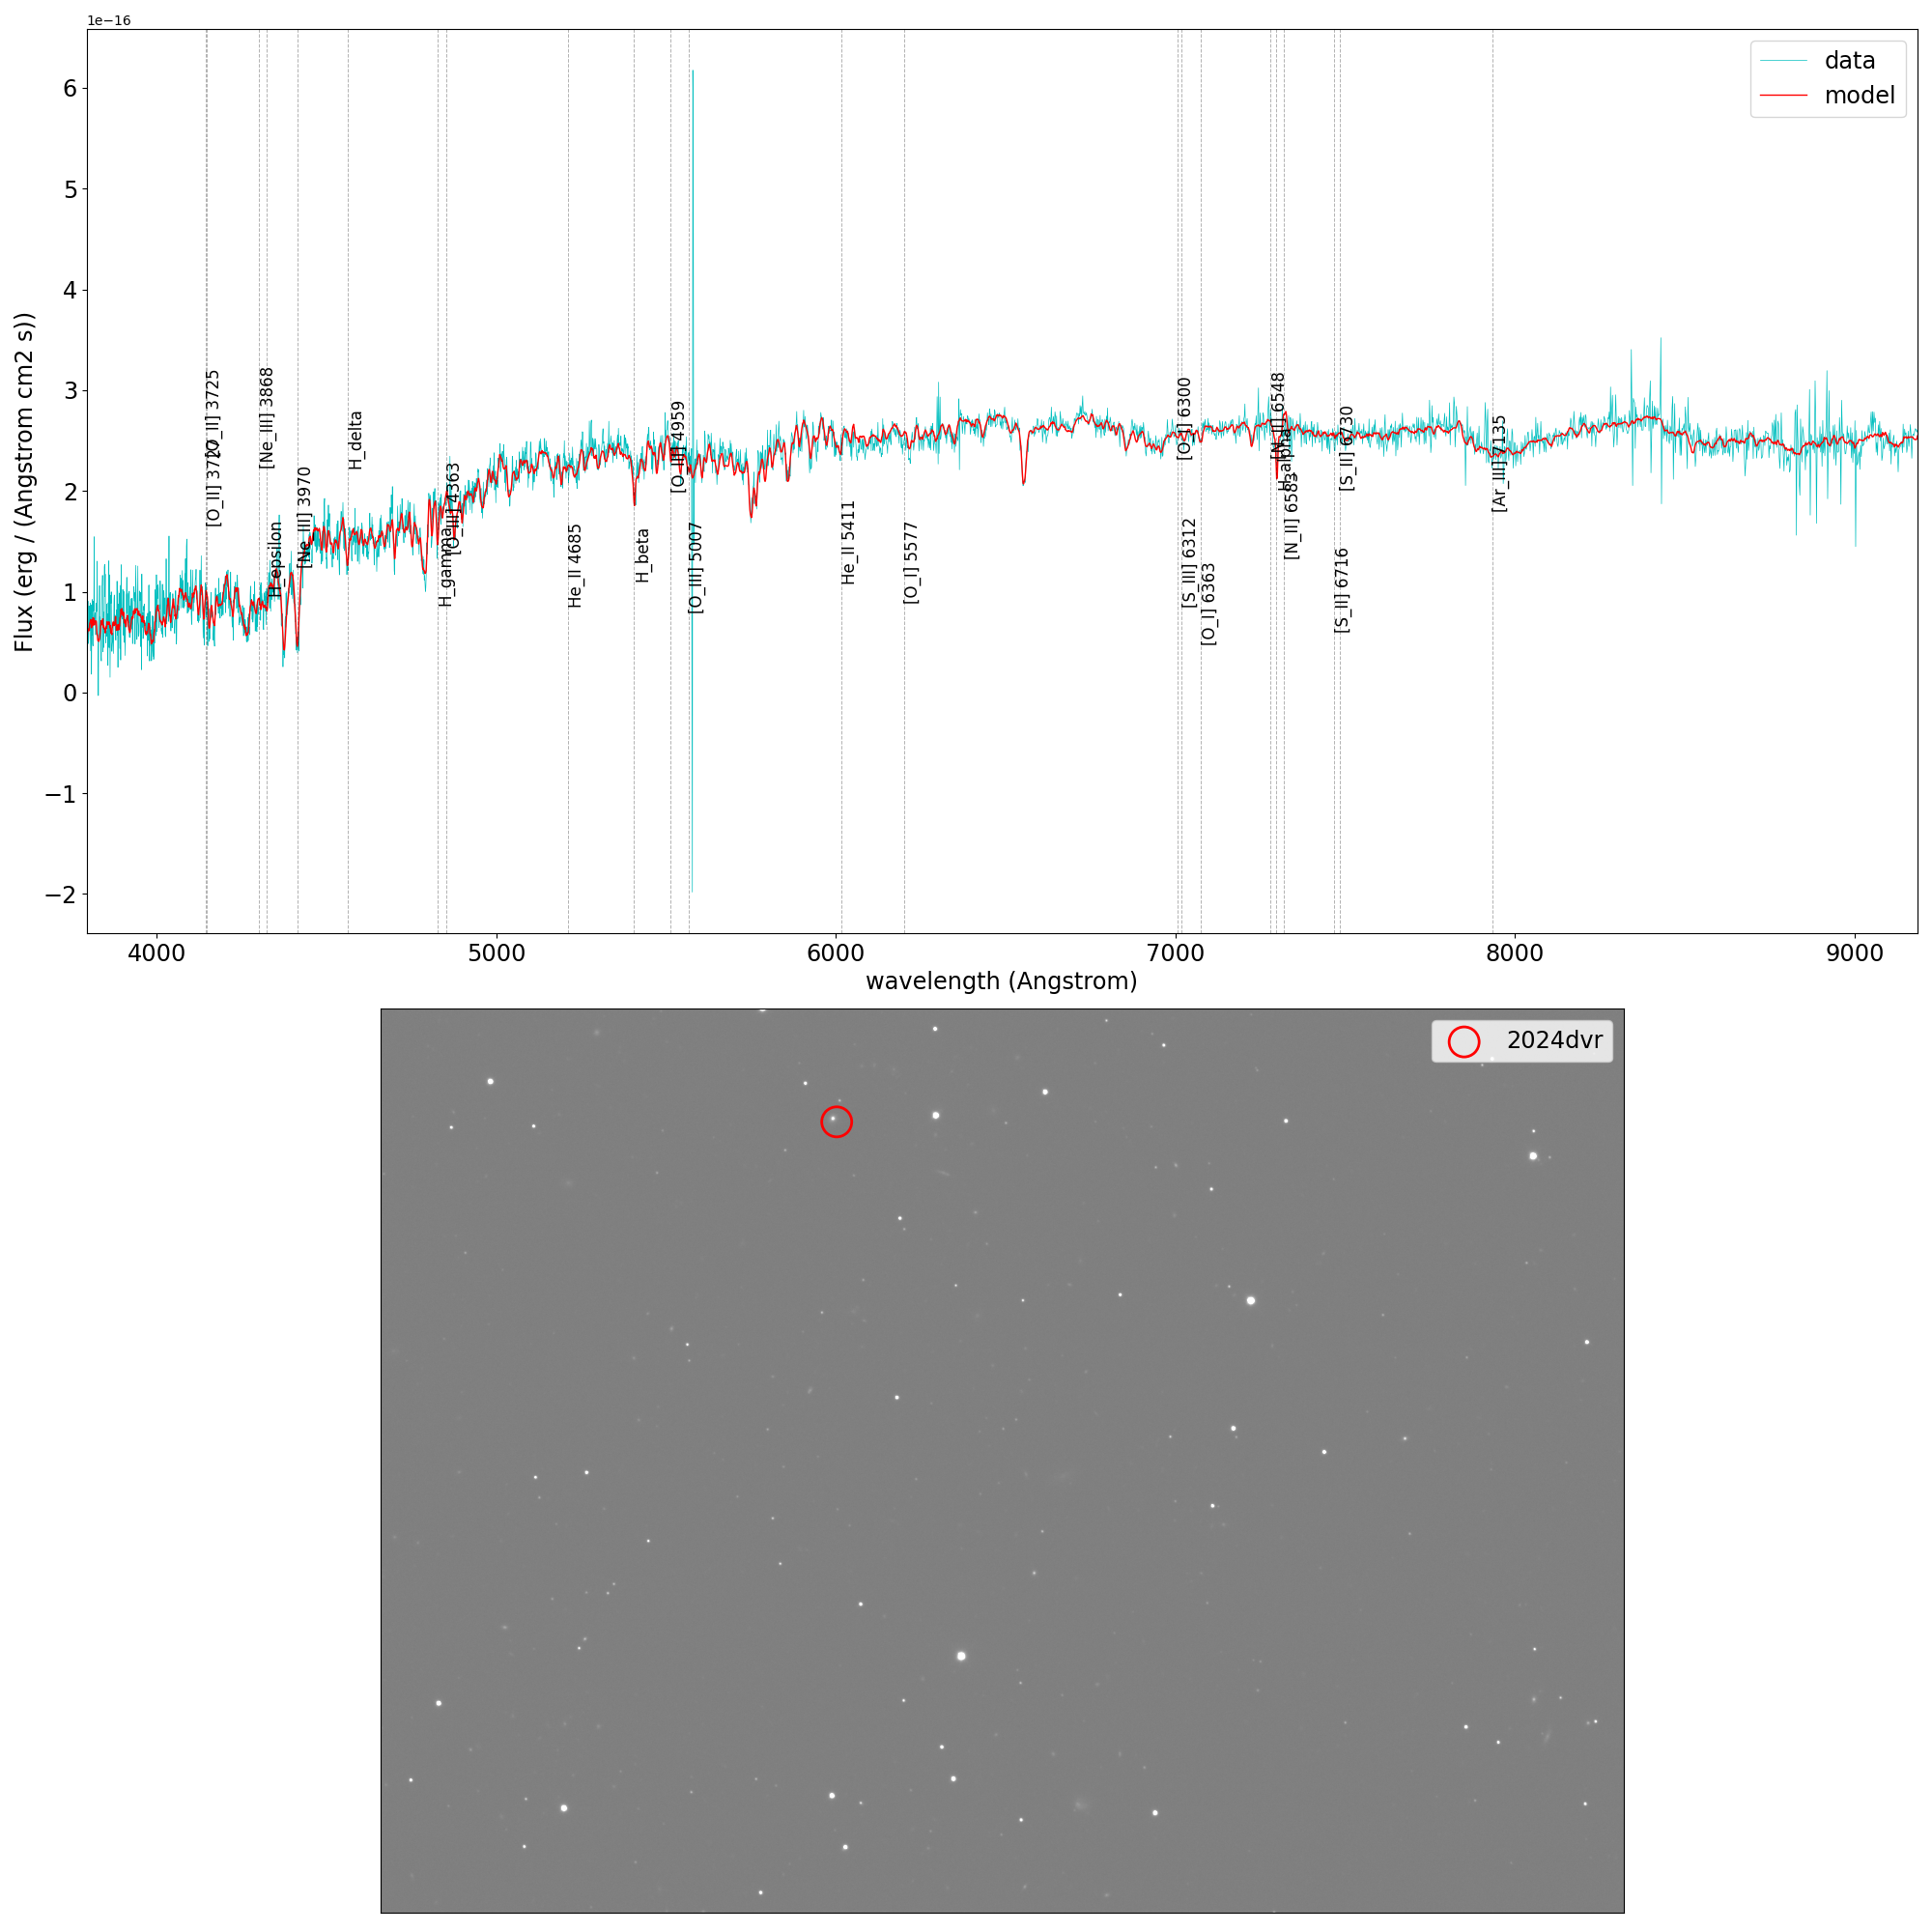 1e−16
data
model
Flux (erg / (Angstrom cm2 s))
6
5
4
3
2
1
0
−1
−2
[O_II] 3725
[Ne_III] 3868
H_epsilon
[Ne_III] 3970
H_delta
H_gamma
[O_III] 4363
He_II 4685
H_beta
[O_III] 4959
[O_III] 5007
He_II 5411
[O_I] 5577
[O_I] 6300
[S_III] 6312
[O_I] 6363
[N_II] 6548
H_alpha
[N_II] 6583
[S_II] 6716
[S_II] 6730
[Ar_III] 7135
4000 5000 6000 7000 8000 9000
wavelength (Angstrom)
2024dvr